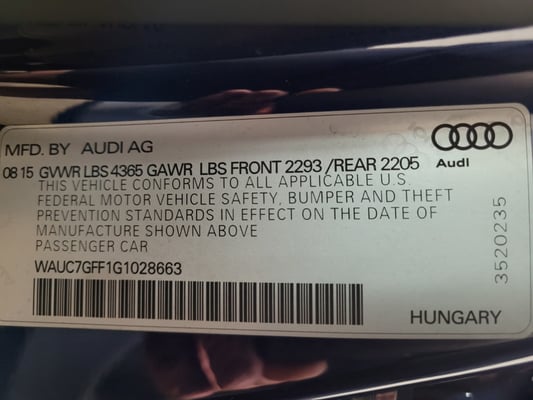 MFD. BY AUDI AG
Audi
08 15 GVWR LBS 4365 GAWR LBS FRONT 2293 /REAR 2205
THIS VEHICLE CONFORMS TO ALL APPLICABLE U.S.
FEDERAL MOTOR VEHICLE SAFETY, BUMPER AND THEFT
PREVENTION STANDARDS IN EFFECT ON THE DATE OF
MANUFACTURE SHOWN ABOVE
PASSENGER CAR
WAUC7GFF1G1028663
3520235
HUNGARY